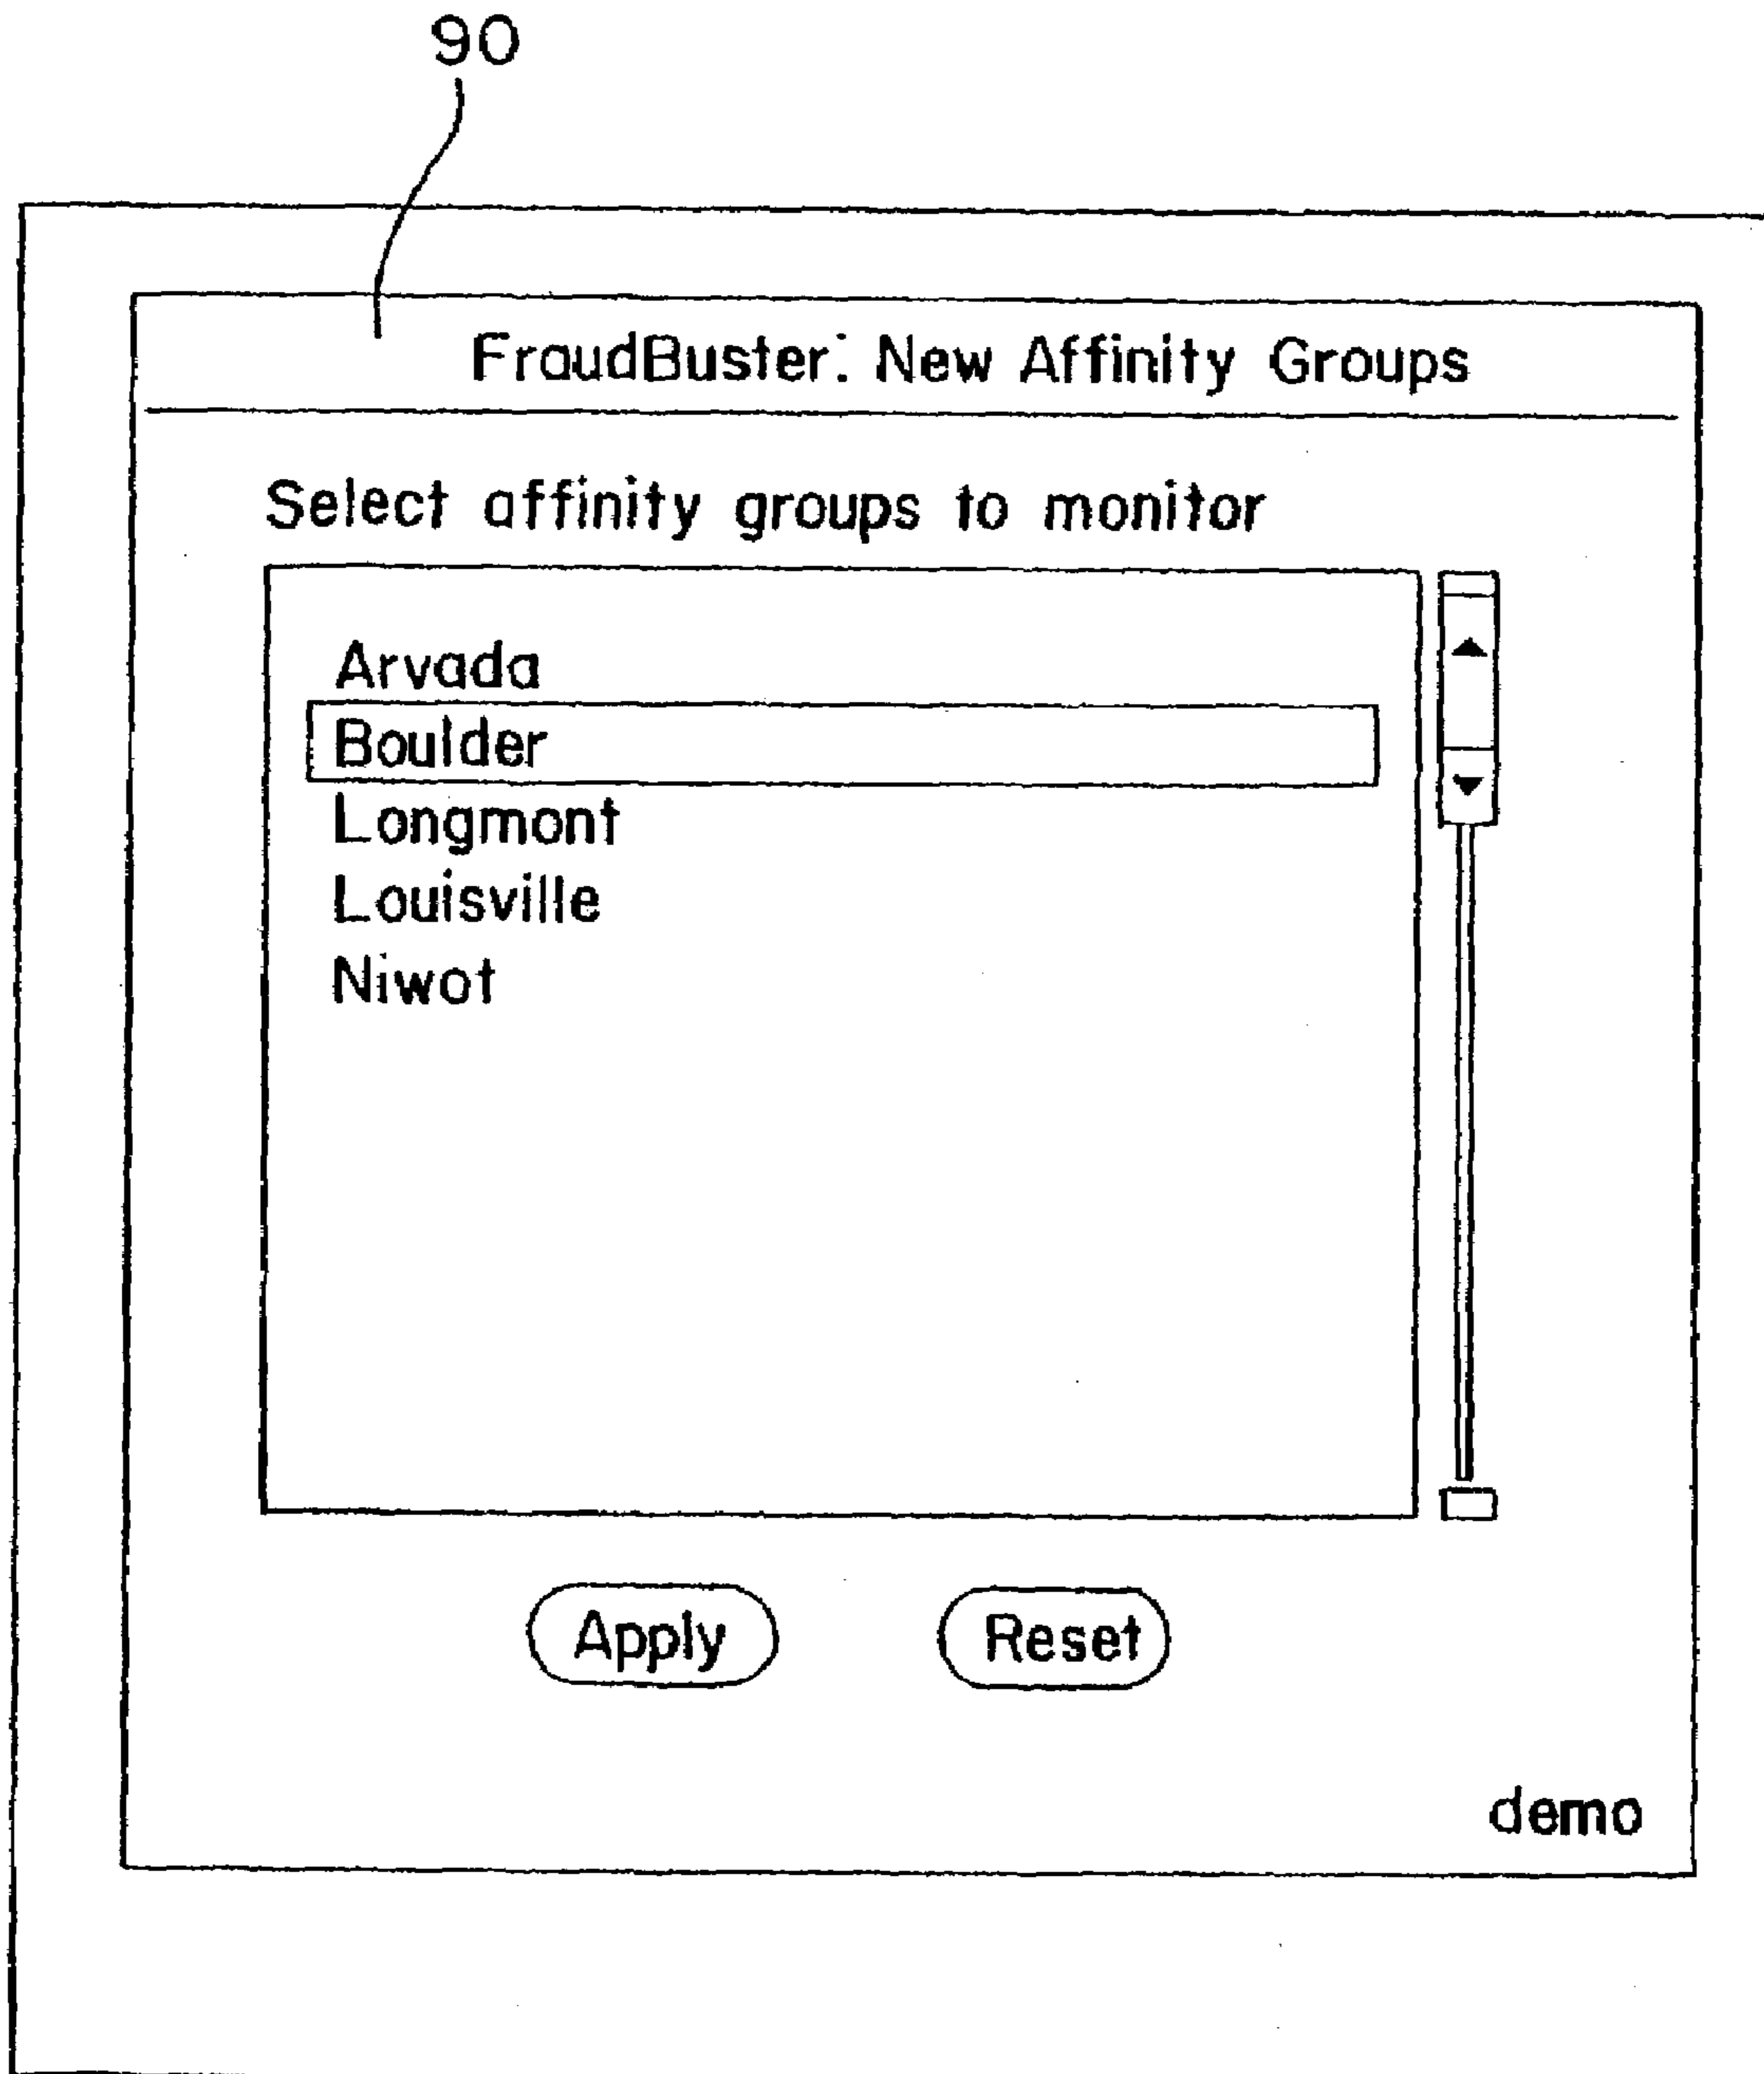 90
FraudBuster: New Affinity Groups
Select affinity groups to monitor
Arvada
Boulder
Longmont
Louisville
Niwot
Apply Reset
demo